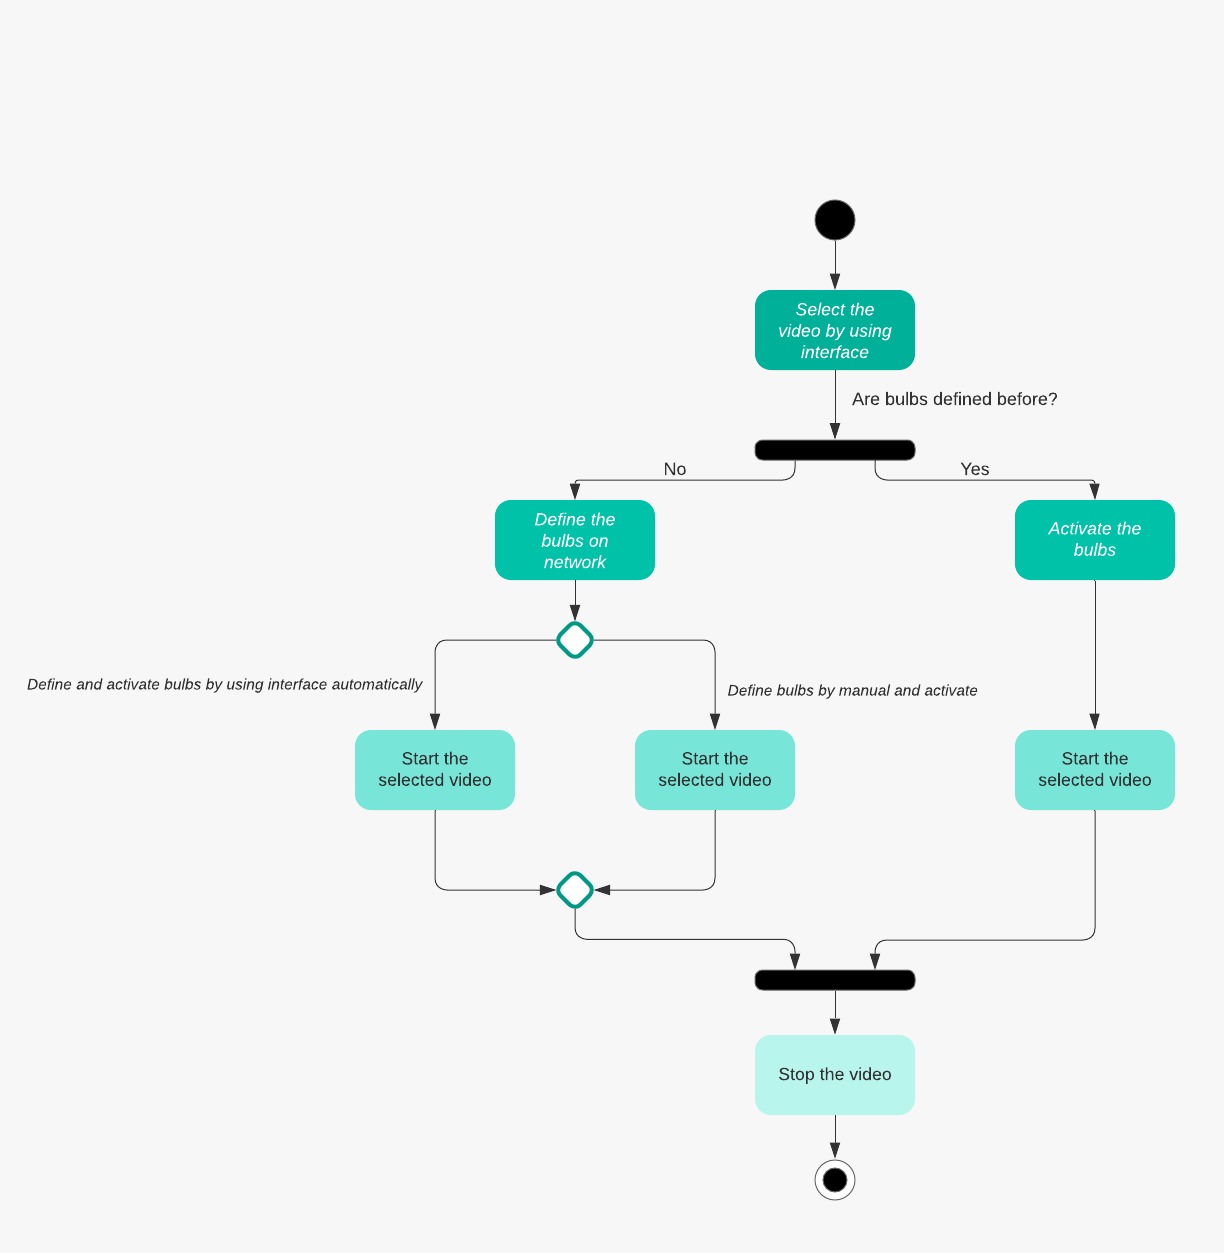 Select the
video by using
interface
Are bulbs defined before?
No
Yes
Define the
bulbs on
network
Activate the
bulbs
Define and activate bulbs by using interface automatically
Define bulbs by manual and activate
Start the
selected video
Start the
selected video
Start the
selected video
Stop the video